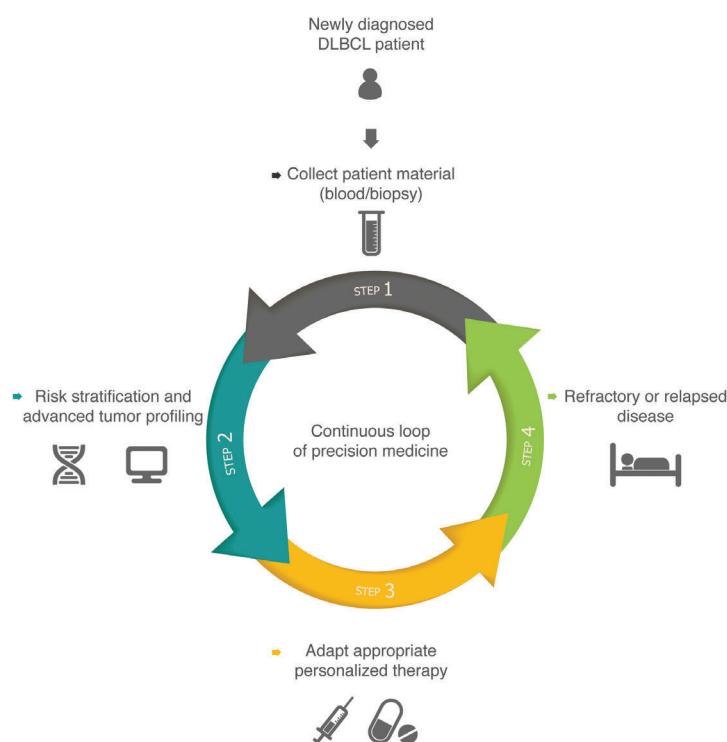 Newly diagnosed
DLBCL patient
Collect patient material
(blood/biopsy)
STEP 1
Risk stratification and
advanced tumor profiling
STEP 2
Continuous loop
of precision medicine
STEP 4
Refractory or relapsed
disease
STEP 3
Adapt appropriate
personalized therapy